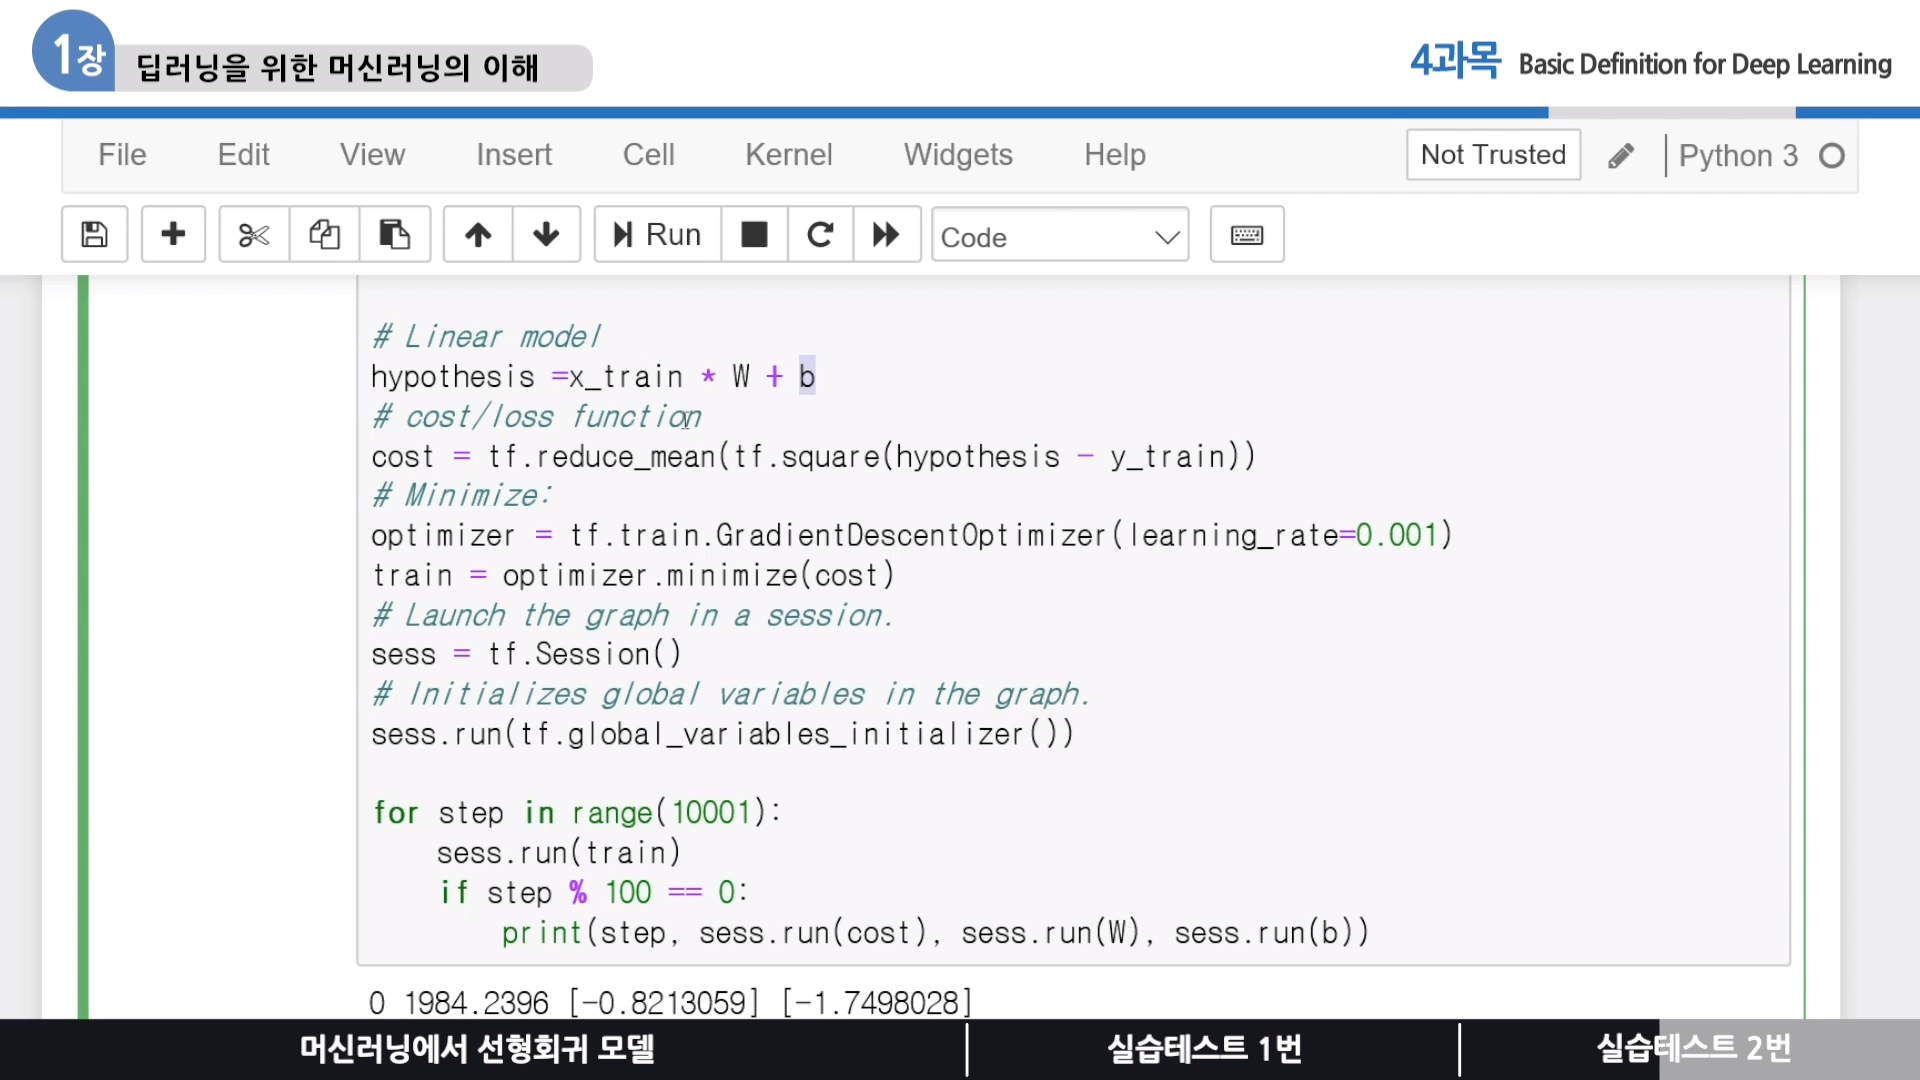 1장
딥러닝을 위한 머신러닝의 이해
4과목 Basic Definition for Deep Learning
File Edit View Insert Cell Kernel Widgets Help Not Trusted Python 3
Run Code
# Linear model
hypothesis =x_train * W + b
# cost/loss function
cost = tf.reduce_mean(tf.square(hypothesis - y_train))
# Minimize:
optimizer = tf.train.GradientDescentOptimizer(learning_rate=0.001)
train = optimizer.minimize(cost)
# Launch the graph in a session.
sess = tf.Session()
# Initializes global variables in the graph.
sess.run(tf.global_variables_initializer())
for step in range(10001):
    sess.run(train)
    if step % 100 == 0:
        print(step, sess.run(cost), sess.run(W), sess.run(b))
0 1984.2396 [-0.8213059] [-1.7498028]
머신러닝에서 선형회귀 모델
실습테스트 1번
실습테스트 2번